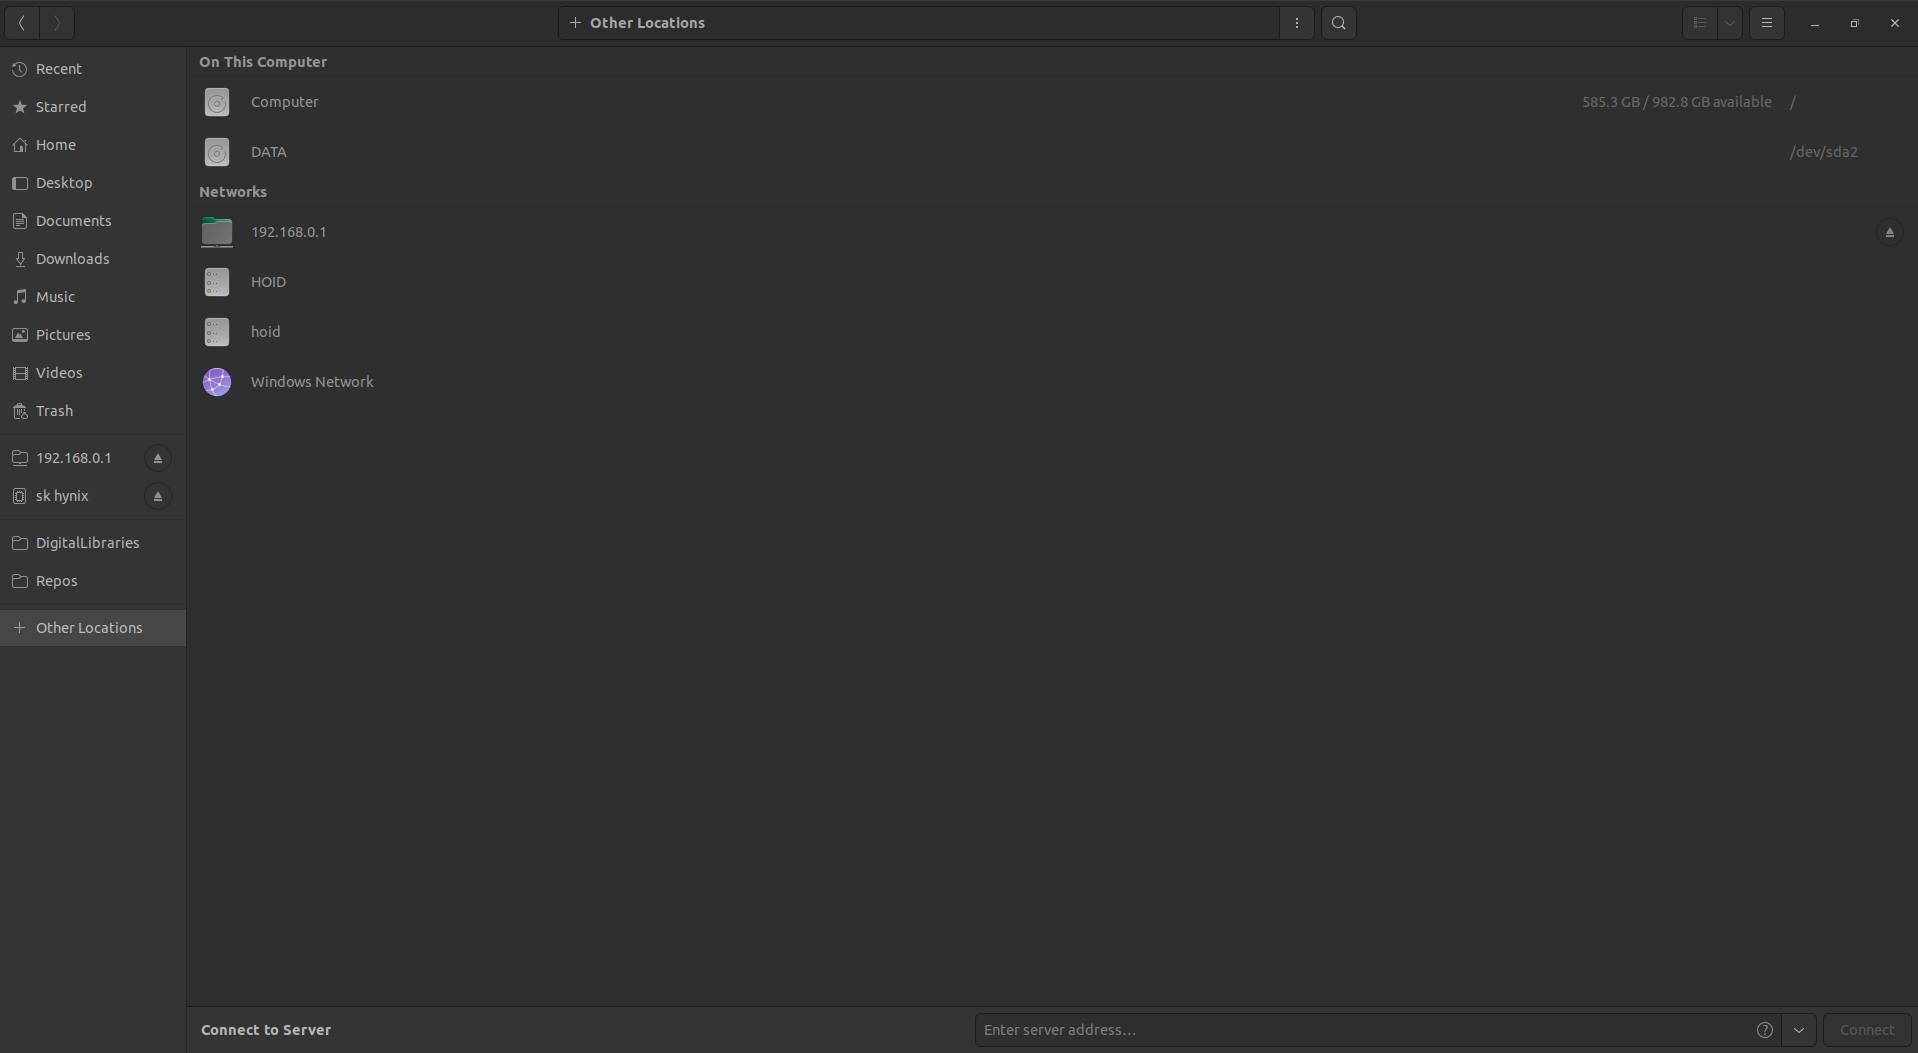 Other Locations
Recent
Starred
Home
Desktop
Documents
Downloads
Music
Pictures
Videos
Trash
192.168.0.1
sk hynix
DigitalLibraries
Repos
Other Locations
On This Computer
Computer 585.3 GB / 982.8 GB available /
DATA /dev/sda2
Networks
192.168.0.1
HOID
hoid
Windows Network
Connect to Server Enter server address... Connect